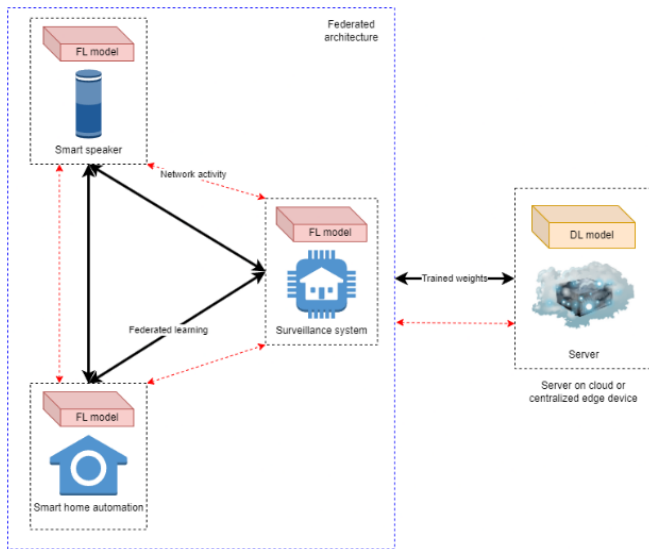 Federated
architecture
FL model
Smart speaker
Network activity
FL model
Surveillance system
Federated learning
FL model
Smart home automation
Trained weights
DL model
Server
Server on cloud or
centralized edge device